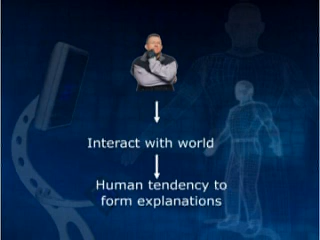 Interact with world
Human tendency to
form explanations